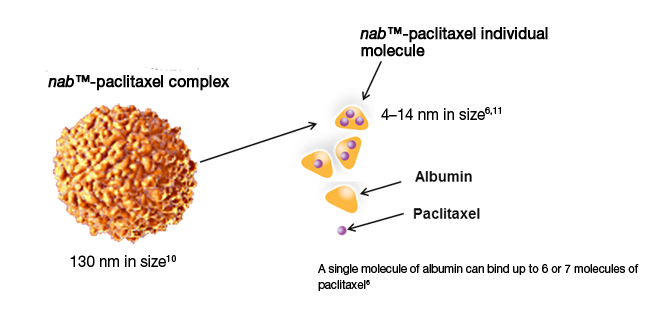 nab™-paclitaxel individual
molecule
nab™-paclitaxel complex
4–14 nm in size⁶,¹¹
Albumin
Paclitaxel
130 nm in size¹⁰
A single molecule of albumin can bind up to 6 or 7 molecules of
paclitaxel⁶